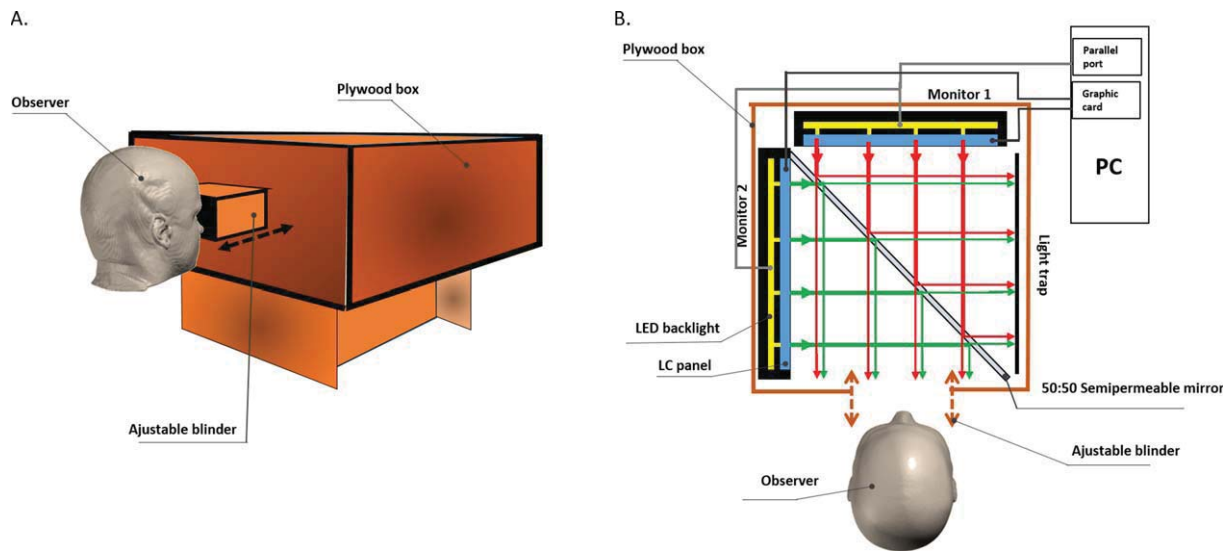 A.
Observer
Plywood box
Ajustable blinder
B.
Plywood box
Parallel
port
Graphic
card
PC
Monitor 1
Monitor 2
Light trap
LED backlight
LC panel
50:50 Semipermeable mirror
Ajustable blinder
Observer